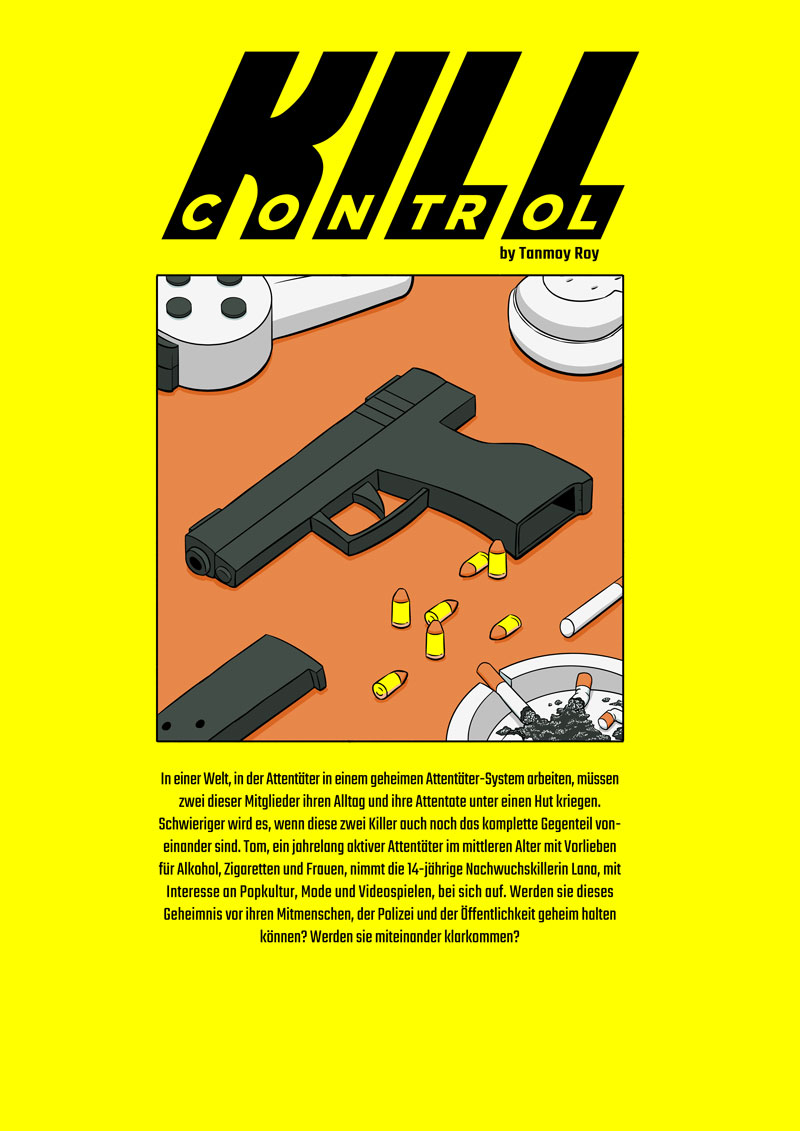 KILL
CONTROL
by Tanmoy Roy
In einer Welt, in der Attentäter in einem geheimen Attentäter-System arbeiten, müssen
zwei dieser Mitglieder ihren Alltag und ihre Attentate unter einen Hut kriegen.
Schwieriger wird es, wenn diese zwei Killer auch noch das komplette Gegenteil von-
einander sind. Tom, ein jahrelang aktiver Attentäter im mittleren Alter mit Vorlieben
für Alkohol, Zigaretten und Frauen, nimmt die 14-jährige Nachwuchskillerin Lana, mit
Interesse an Popkultur, Mode und Videospielen, bei sich auf. Werden sie dieses
Geheimnis vor ihren Mitmenschen, der Polizei und der Öffentlichkeit geheim halten
können? Werden sie miteinander klarkommen?